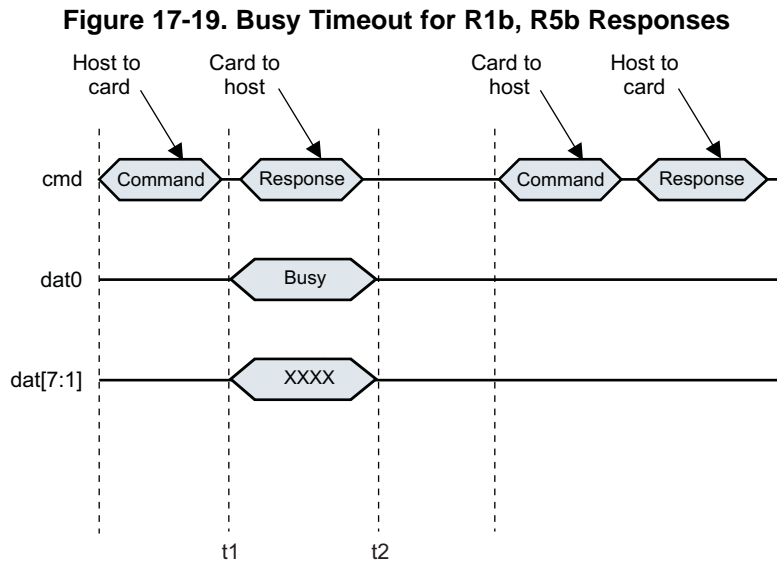 Figure 17-19. Busy Timeout for R1b, R5b Responses
Host to
card
Card to
host
Card to
host
Host to
card
cmd
Command
Response
Command
Response
dat0
Busy
dat[7:1]
XXXX
t1
t2